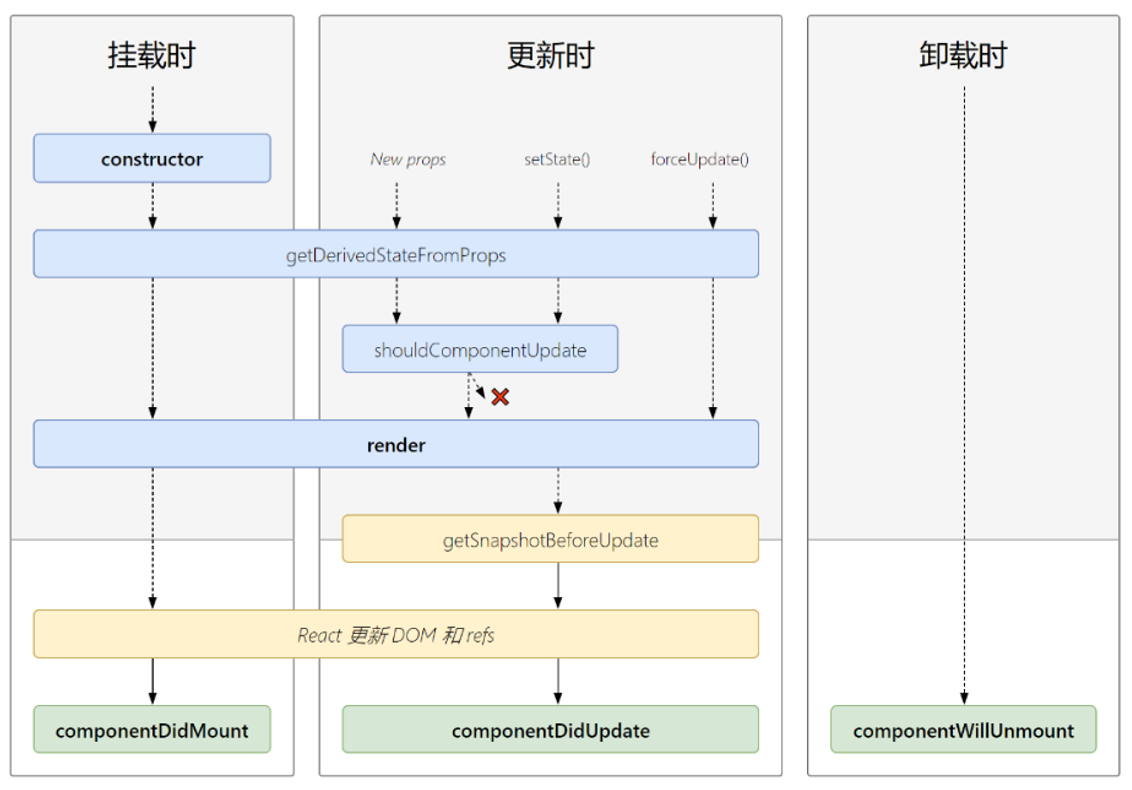 挂载时
更新时
卸载时
constructor
New props
setState()
forceUpdate()
getDerivedStateFromProps
shouldComponentUpdate
render
getSnapshotBeforeUpdate
React 更新 DOM 和 refs
componentDidMount
componentDidUpdate
componentWillUnmount